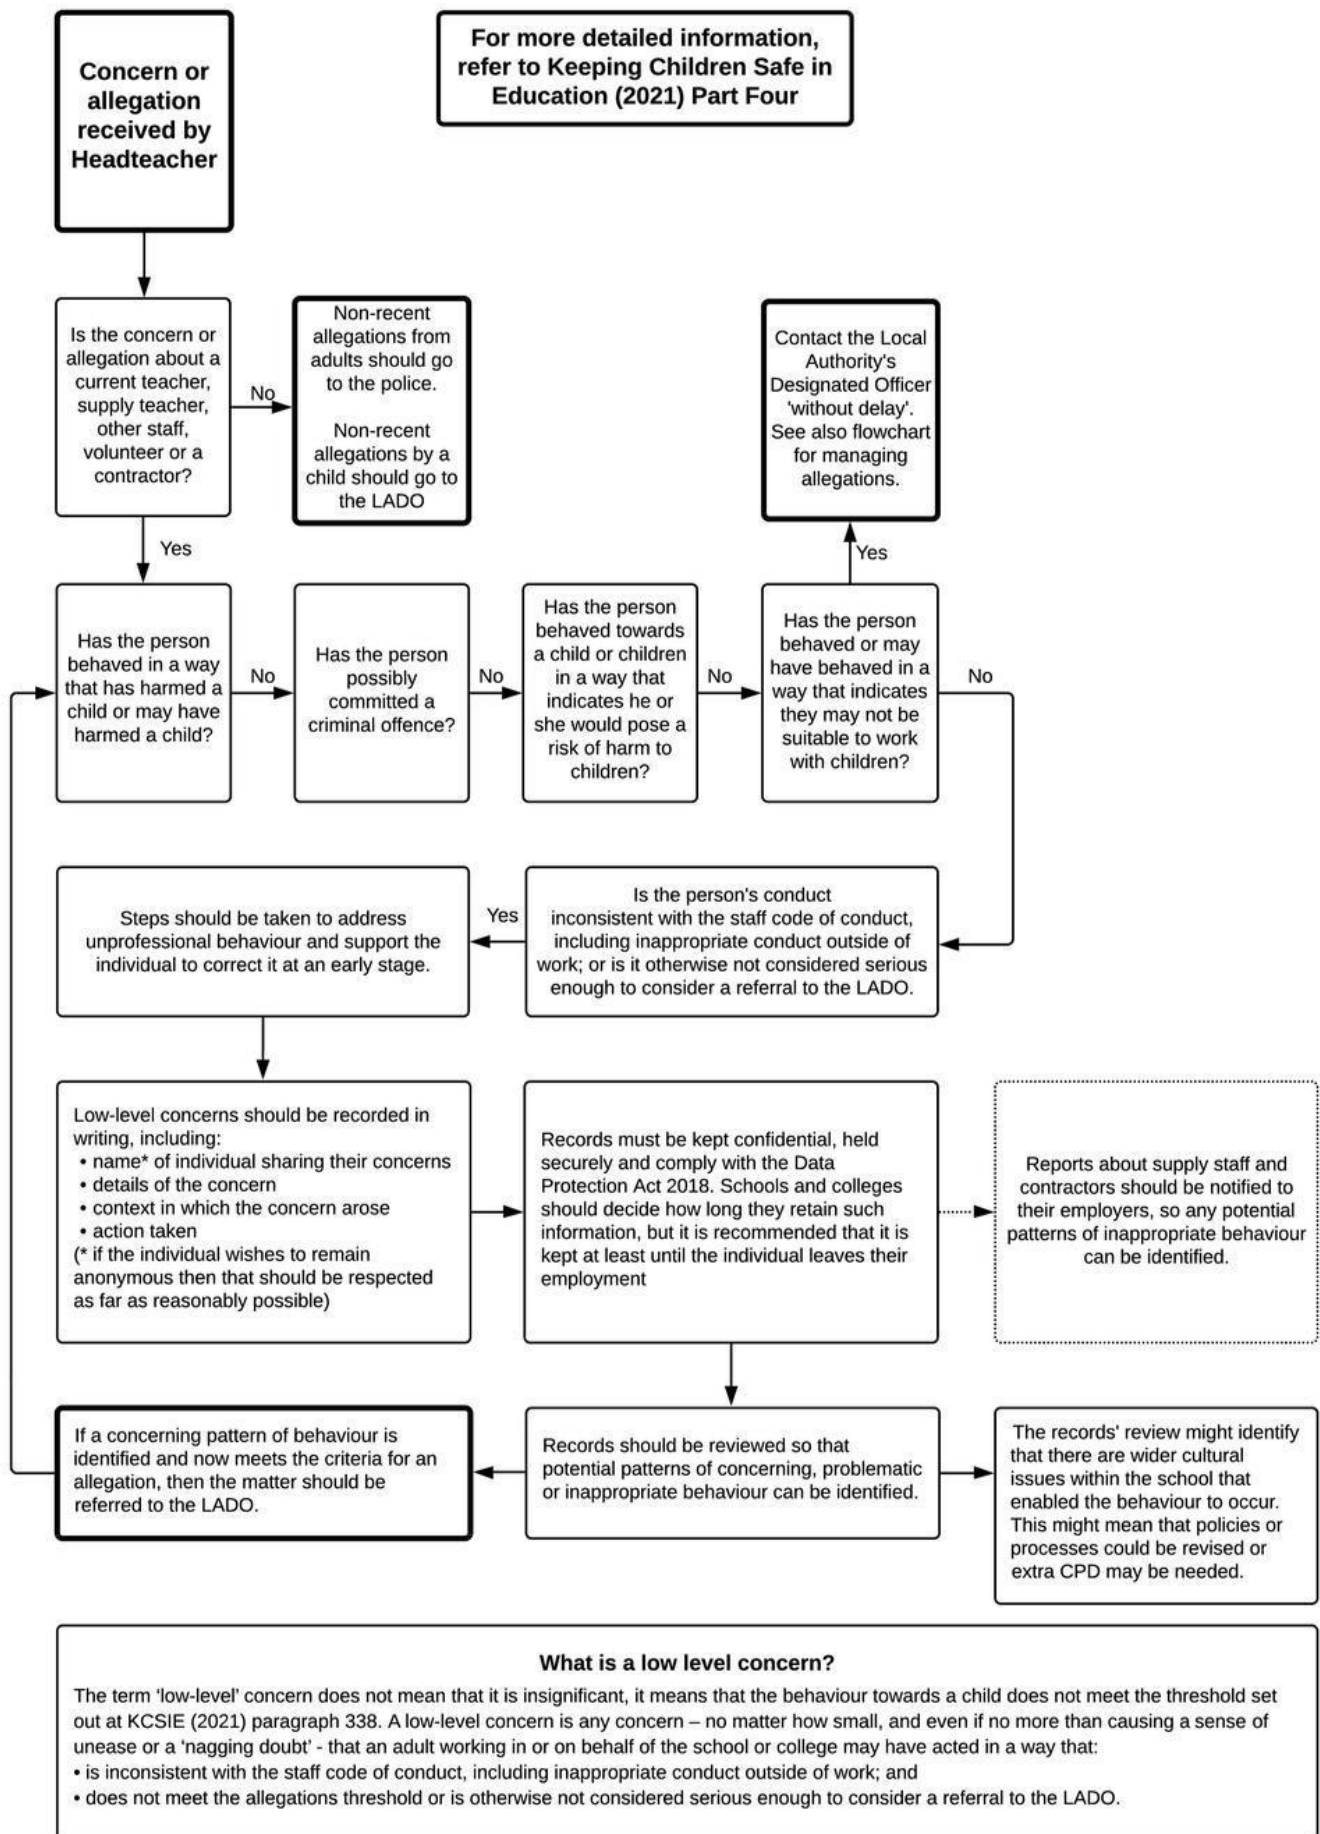 Concern or
allegation
received by
Headteacher
For more detailed information,
refer to Keeping Children Safe in
Education (2021) Part Four
Is the concern or
allegation about a
current teacher,
supply teacher,
other staff,
volunteer or a
contractor?
No
Non-recent
allegations from
adults should go
to the police.
Non-recent
allegations by a
child should go to
the LADO
Contact the Local
Authority's
Designated Officer
'without delay'.
See also flowchart
for managing
allegations.
Yes
Yes
Has the person
behaved in a way
that has harmed a
child or may have
harmed a child?
No
Has the person
possibly
committed a
criminal offence?
No
Has the person
behaved towards
a child or children
in a way that
indicates he or
she would pose a
risk of harm to
children?
No
Has the person
behaved or may
have behaved in a
way that indicates
they may not be
suitable to work
with children?
No
Is the person's conduct
inconsistent with the staff code of conduct,
including inappropriate conduct outside of
work; or is it otherwise not considered serious
enough to consider a referral to the LADO.
Yes
Steps should be taken to address
unprofessional behaviour and support the
individual to correct it at an early stage.
Low-level concerns should be recorded in
writing, including:
• name* of individual sharing their concerns
• details of the concern
• context in which the concern arose
• action taken
(* if the individual wishes to remain
anonymous then that should be respected
as far as reasonably possible)
Records must be kept confidential, held
securely and comply with the Data
Protection Act 2018. Schools and colleges
should decide how long they retain such
information, but it is recommended that it is
kept at least until the individual leaves their
employment
Reports about supply staff and
contractors should be notified to
their employers, so any potential
patterns of inappropriate behaviour
can be identified.
If a concerning pattern of behaviour is
identified and now meets the criteria for an
allegation, then the matter should be
referred to the LADO.
Records should be reviewed so that
potential patterns of concerning, problematic
or inappropriate behaviour can be identified.
The records' review might identify
that there are wider cultural
issues within the school that
enabled the behaviour to occur.
This might mean that policies or
processes could be revised or
extra CPD may be needed.
What is a low level concern?
The term ‘low-level’ concern does not mean that it is insignificant, it means that the behaviour towards a child does not meet the threshold set
out at KCSIE (2021) paragraph 338. A low-level concern is any concern – no matter how small, and even if no more than causing a sense of
unease or a ‘nagging doubt’ - that an adult working in or on behalf of the school or college may have acted in a way that:
• is inconsistent with the staff code of conduct, including inappropriate conduct outside of work; and
• does not meet the allegations threshold or is otherwise not considered serious enough to consider a referral to the LADO.